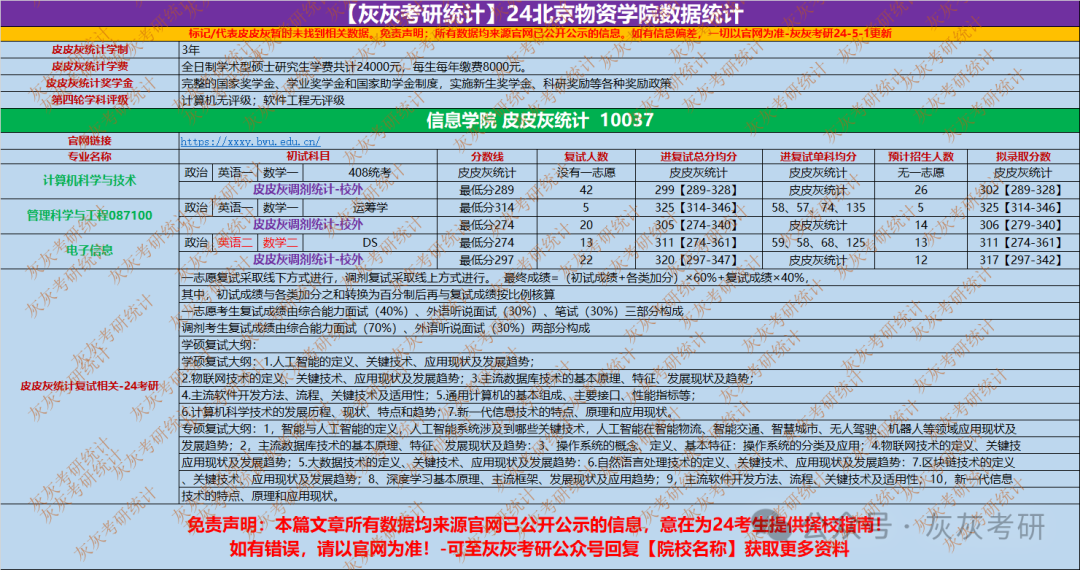 【灰灰考研统计】24北京物资学院数据统计
标记/代表皮皮灰暂时未找到相关数据。免责声明：所有数据均来源官网已公开公示的信息。如有信息偏差，一切以官网为准-灰灰考研24-5-1更新
皮皮灰统计学制 3年
皮皮灰统计学费 全日制学术型硕士研究生学费共计24000元，每生每年缴费8000元。
皮皮灰统计奖学金 完整的国家奖学金、学业奖学金和国家助学金制度，实施新生奖学金、科研奖励等各种奖励政策
第四轮学科评级 计算机无评级；软件工程无评级
信息学院 皮皮灰统计 10037
官网链接 https://xxxy.bvu.edu.cn/
专业名称 初试科目 分数线 复试人数 进复试总分均分 进复试单科均分 预计招生人数 拟录取分数
计算机科学与技术 政治 英语一 数学一 408统考 皮皮灰统计 没有一志愿 皮皮灰统计 皮皮灰统计 无一志愿 皮皮灰统计
皮皮灰调剂统计-校外 最低分289 42 299【289-328】 皮皮灰统计 26 302【289-328】
管理科学与工程087100 政治 英语一 数学一 运筹学 最低分314 5 325【314-346】 58、57、74、135 5 325【314-346】
皮皮灰调剂统计-校外 最低分274 20 305【274-340】 皮皮灰统计 14 306【279-340】
电子信息 政治 英语二 数学二 DS 最低分274 13 311【274-361】 59、58、68、125 13 311【274-361】
皮皮灰调剂统计-校外 最低分297 22 320【297-347】 皮皮灰统计 12 317【297-342】
皮皮灰统计复试相关-24考研
一志愿复试采取线下方式进行，调剂复试采取线上方式进行。 最终成绩=（初试成绩+各类加分）×60%+复试成绩×40%，
其中，初试成绩与各类加分之和转换为百分制后再与复试成绩按比例核算
一志愿考生复试成绩由综合能力面试（40%）、外语听说面试（30%）、笔试（30%）三部分构成
调剂考生复试成绩由综合能力面试（70%）、外语听说面试（30%）两部分构成
学硕复试大纲：
学硕复试大纲：1.人工智能的定义、关键技术、应用现状及发展趋势；
2.物联网技术的定义、关键技术、应用现状及发展趋势；3.主流数据库技术的基本原理、特征、发展现状及趋势；
4.主流软件开发方法、流程、关键技术及适用性；5.通用计算机的基本组成、主要接口、性能指标等；
6.计算机科学技术的发展历程、现状、特点和趋势；7.新一代信息技术的特点、原理和应用现状。
专硕复试大纲：1，智能与人工智能的定义，人工智能系统涉及到哪些关键技术，人工智能在智能物流、智能交通、智慧城市、无人驾驶、机器人等领域应用现状及
发展趋势；2，主流数据库技术的基本原理、特征、发展现状及趋势：3、操作系统的概念、定义、基本特征：操作系统的分类及应用；4.物联网技术的定义、关键技
应用现状及发展趋势；5.大数据技术的定义、关键技术、应用现状及发展趋势：6.自然语言处理技术的定义、关键技术、应用现状及发展趋势：7.区块链技术的定义
、关键技术、应用现状及发展趋势；8、深度学习基本原理、主流框架、发展现状及应用趋势；9，主流软件开发方法、流程、关键技术及适用性；10，新一代信息
技术的特点、原理和应用现状。
免责声明：本篇文章所有数据均来源官网已公开公示的信息，意在为24考生提供择校指南！
如有错误，请以官网为准！-可至灰灰考研公众号回复【院校名称】获取更多资料
公众号·灰灰考研